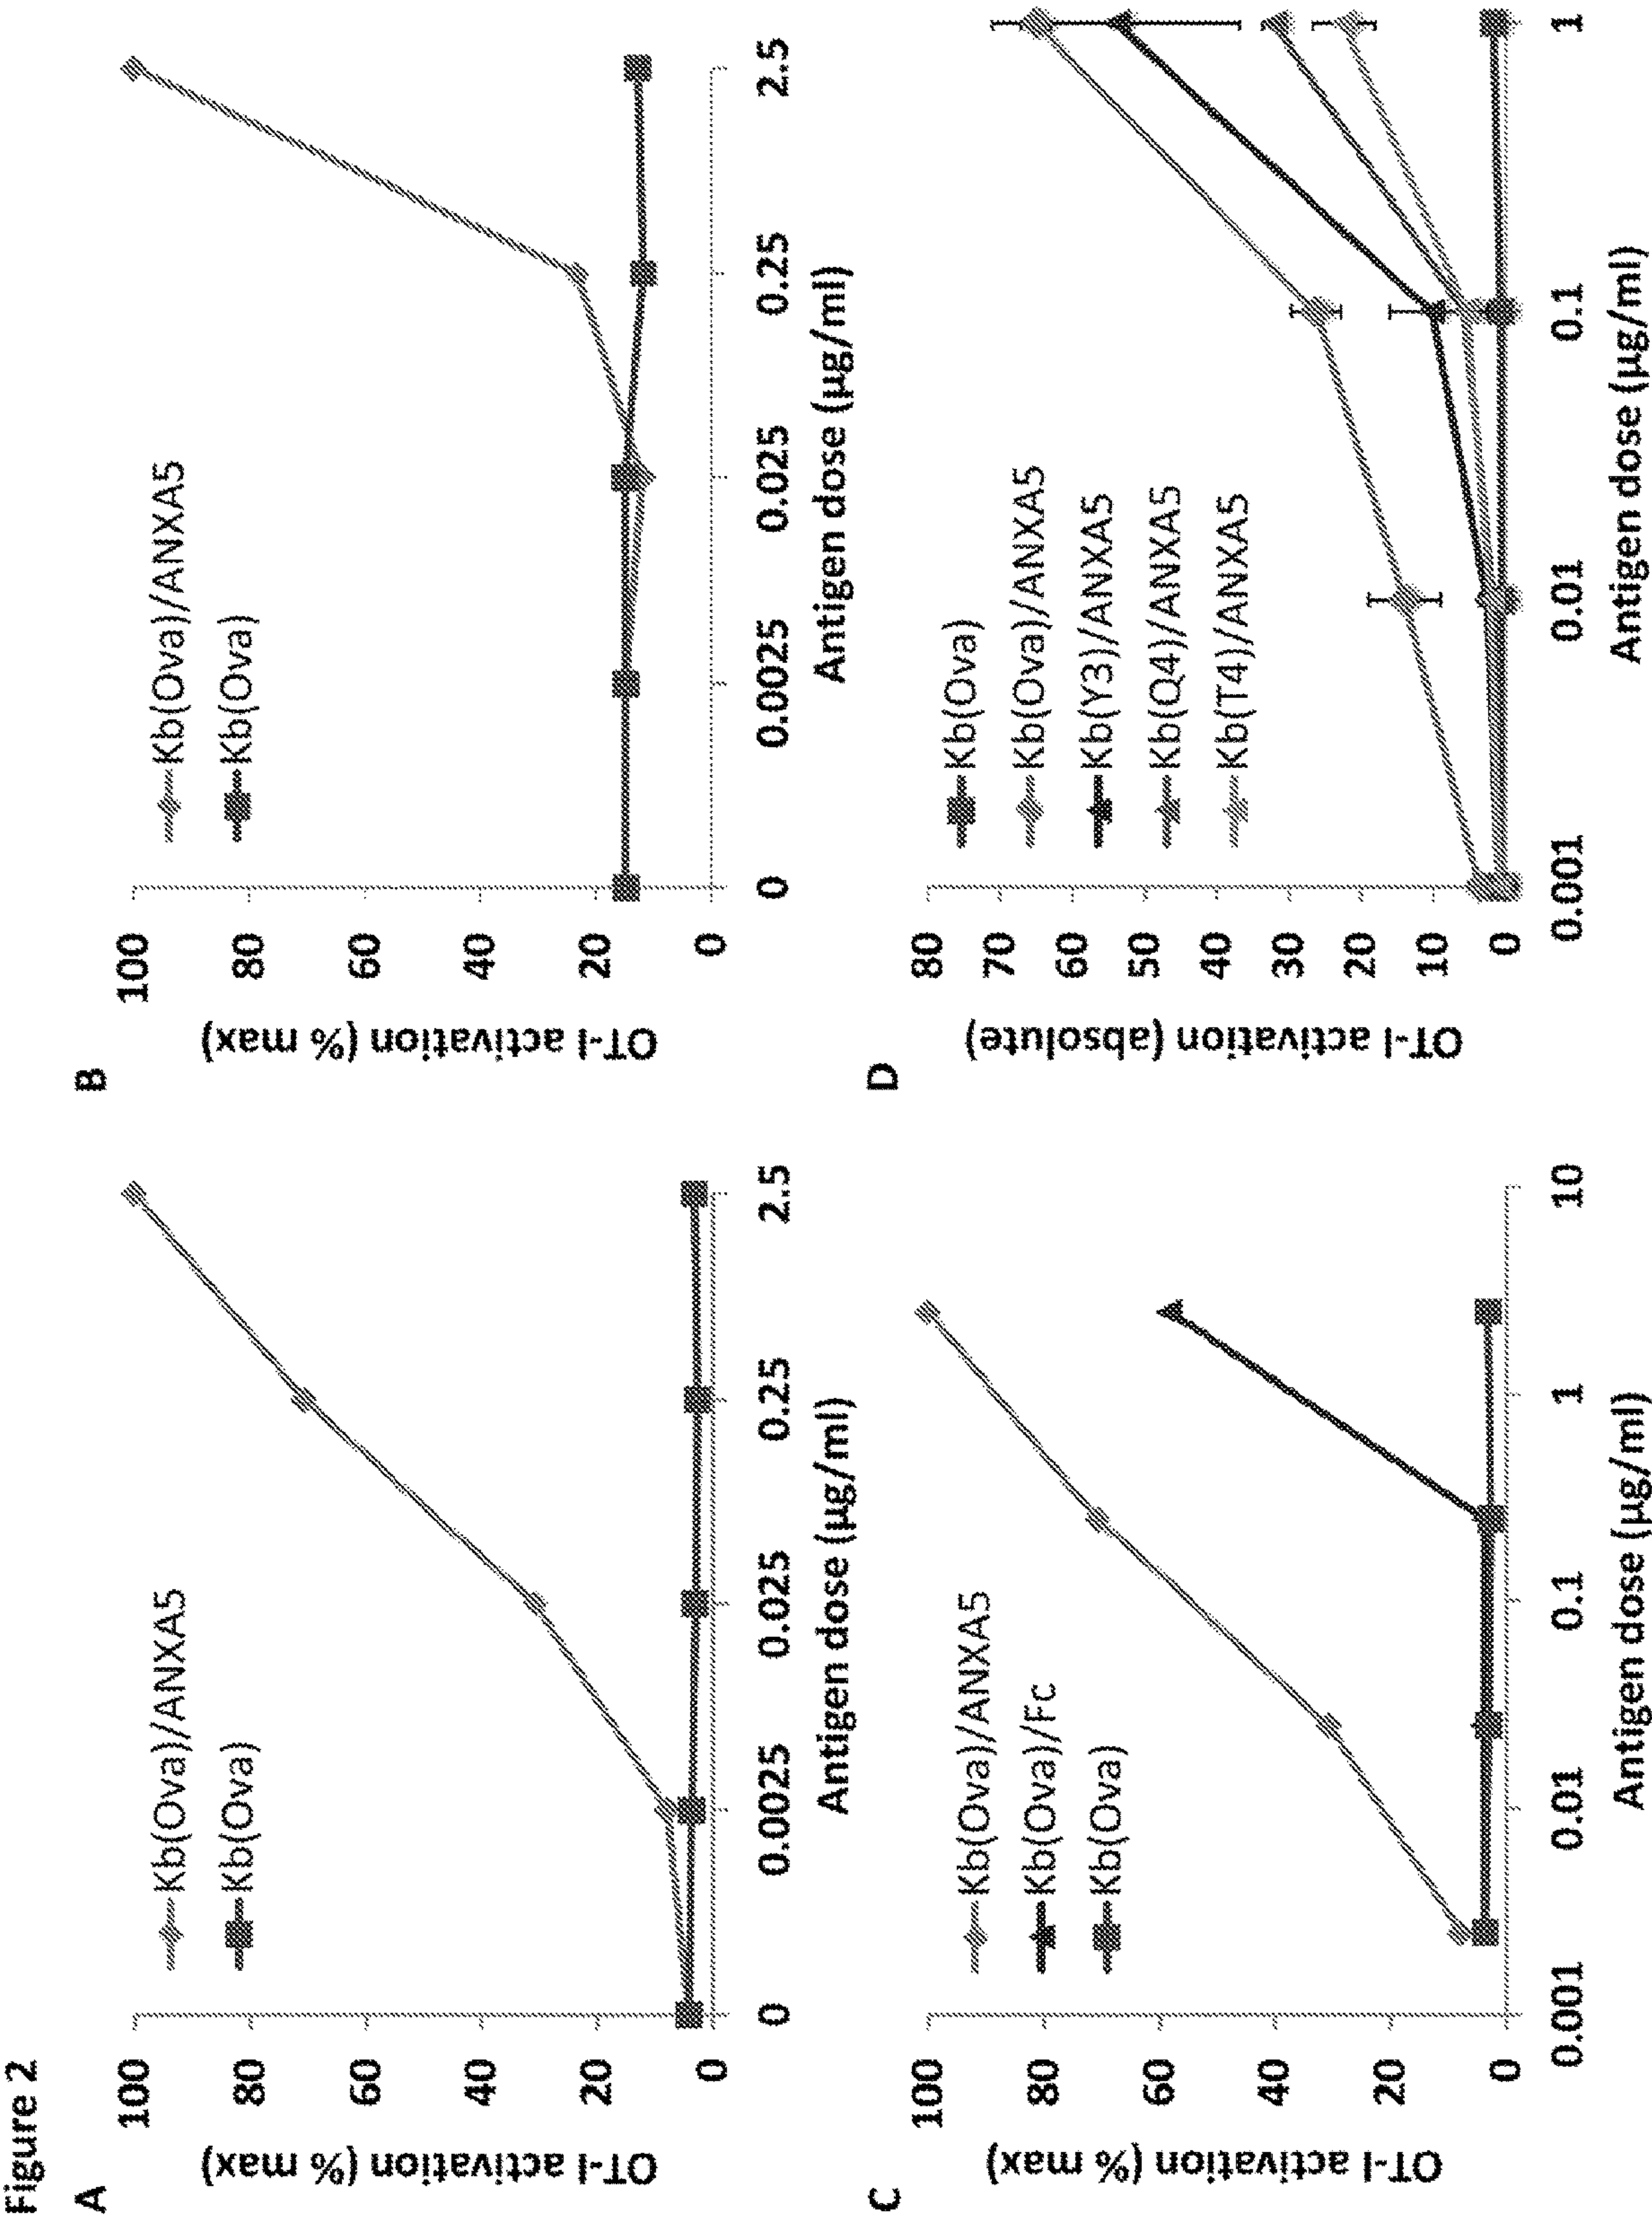 Figure 2
A
OT-I activation (% max)
100
80
60
40
20
0
Kb(Ova)/ANXA5
Kb(Ova)
0
0.0025
0.025
0.25
2.5
Antigen dose (µg/ml)
B
OT-I activation (% max)
100
80
60
40
20
0
Kb(Ova)/ANXA5
Kb(Ova)
0
0.0025
0.025
0.25
2.5
Antigen dose (µg/ml)
C
OT-I activation (% max)
100
80
60
40
20
0
Kb(Ova)/ANXA5
Kb(Ova)/Fc
Kb(Ova)
0.001
0.01
0.1
1
10
Antigen dose (µg/ml)
D
OT-I activation (absolute)
80
70
60
50
40
30
20
10
0
Kb(Ova)
Kb(Ova)/ANXA5
Kb(Y3)/ANXA5
Kb(Q4)/ANXA5
Kb(T4)/ANXA5
0.001
0.01
0.1
1
Antigen dose (µg/ml)